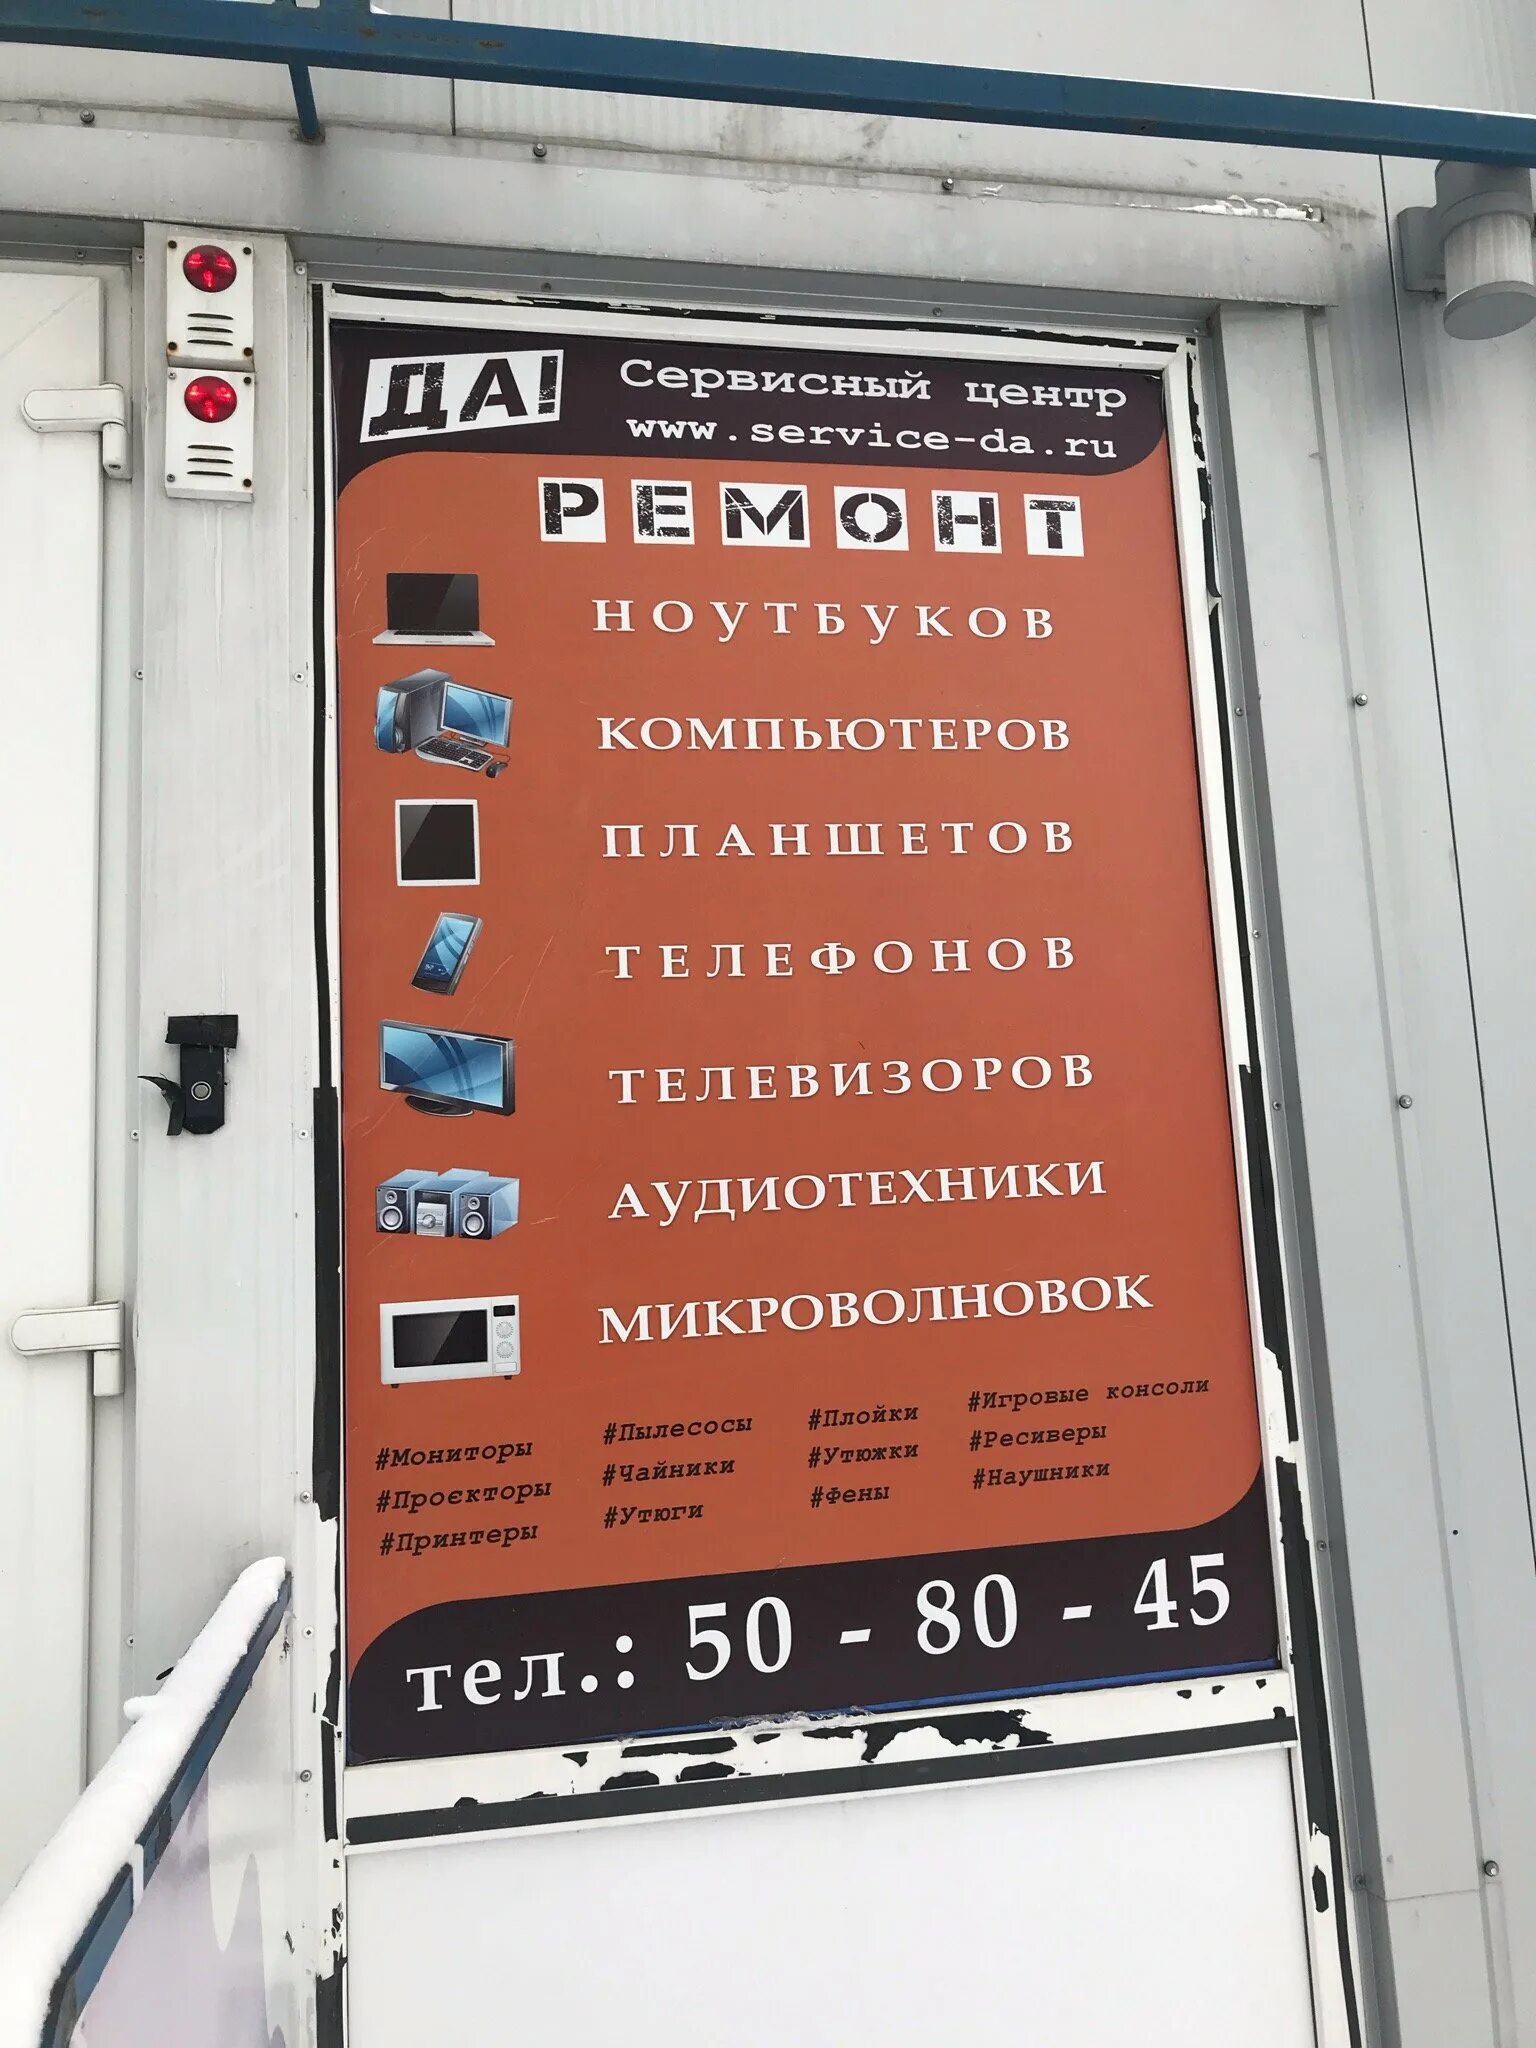 ДА!
Сервисный центр
www.service-da.ru
РЕМОНТ
НОУТБУКОВ
КОМПЬЮТЕРОВ
ПЛАНШЕТОВ
ТЕЛЕФОНОВ
ТЕЛЕВИЗОРОВ
АУДИОТЕХНИКИ
МИКРОВОЛНОВОК
#Мониторы
#Проєкторы
#Принтеры
#Пылесосы
#Чайники
#Утюги
#Плойки
#Утюжки
#Фены
#Игровые консоли
#Ресиверы
#Наушники
тел.: 50 - 80 - 45